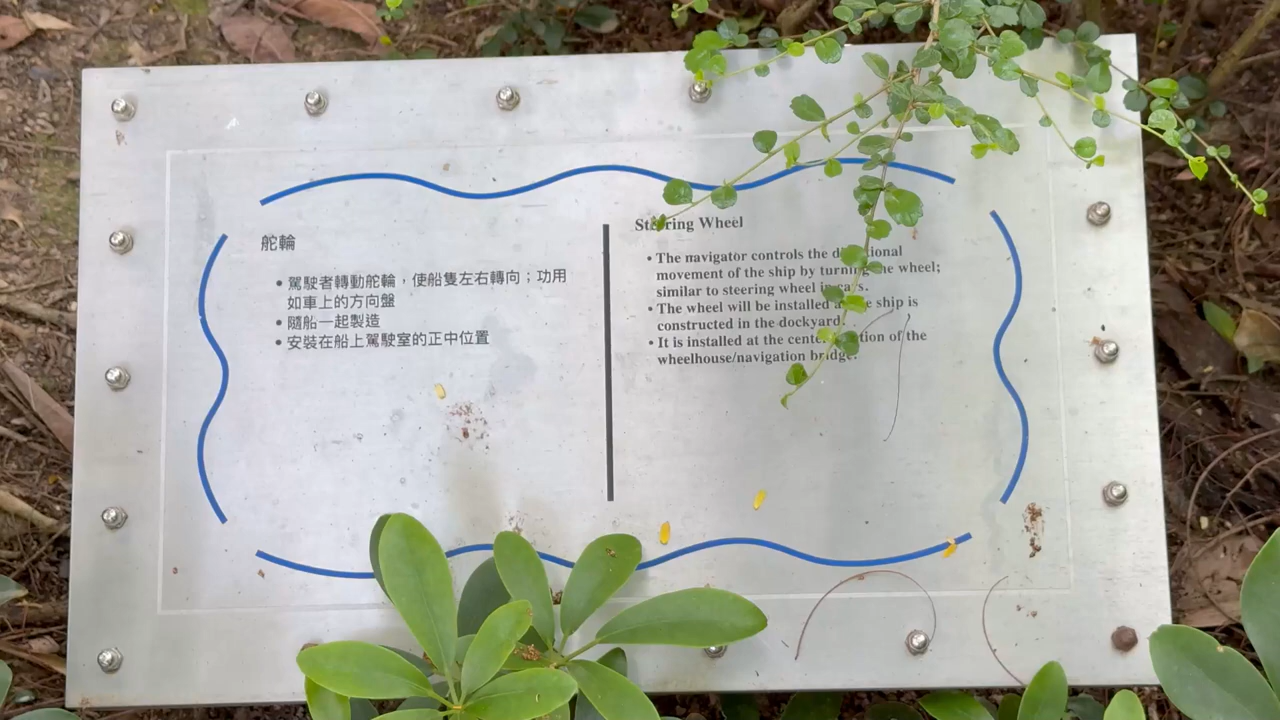 舵輪
• 駕駛者轉動舵輪，使船隻左右轉向；功用
如車上的方向盤
• 隨船一起製造
• 安裝在船上駕駛室的正中位置
Steering Wheel
• The navigator controls the directional
movement of the ship by turning the wheel;
similar to steering wheel in cars.
• The wheel will be installed as the ship is
constructed in the dockyard.
• It is installed at the center position of the
wheelhouse/navigation bridge.